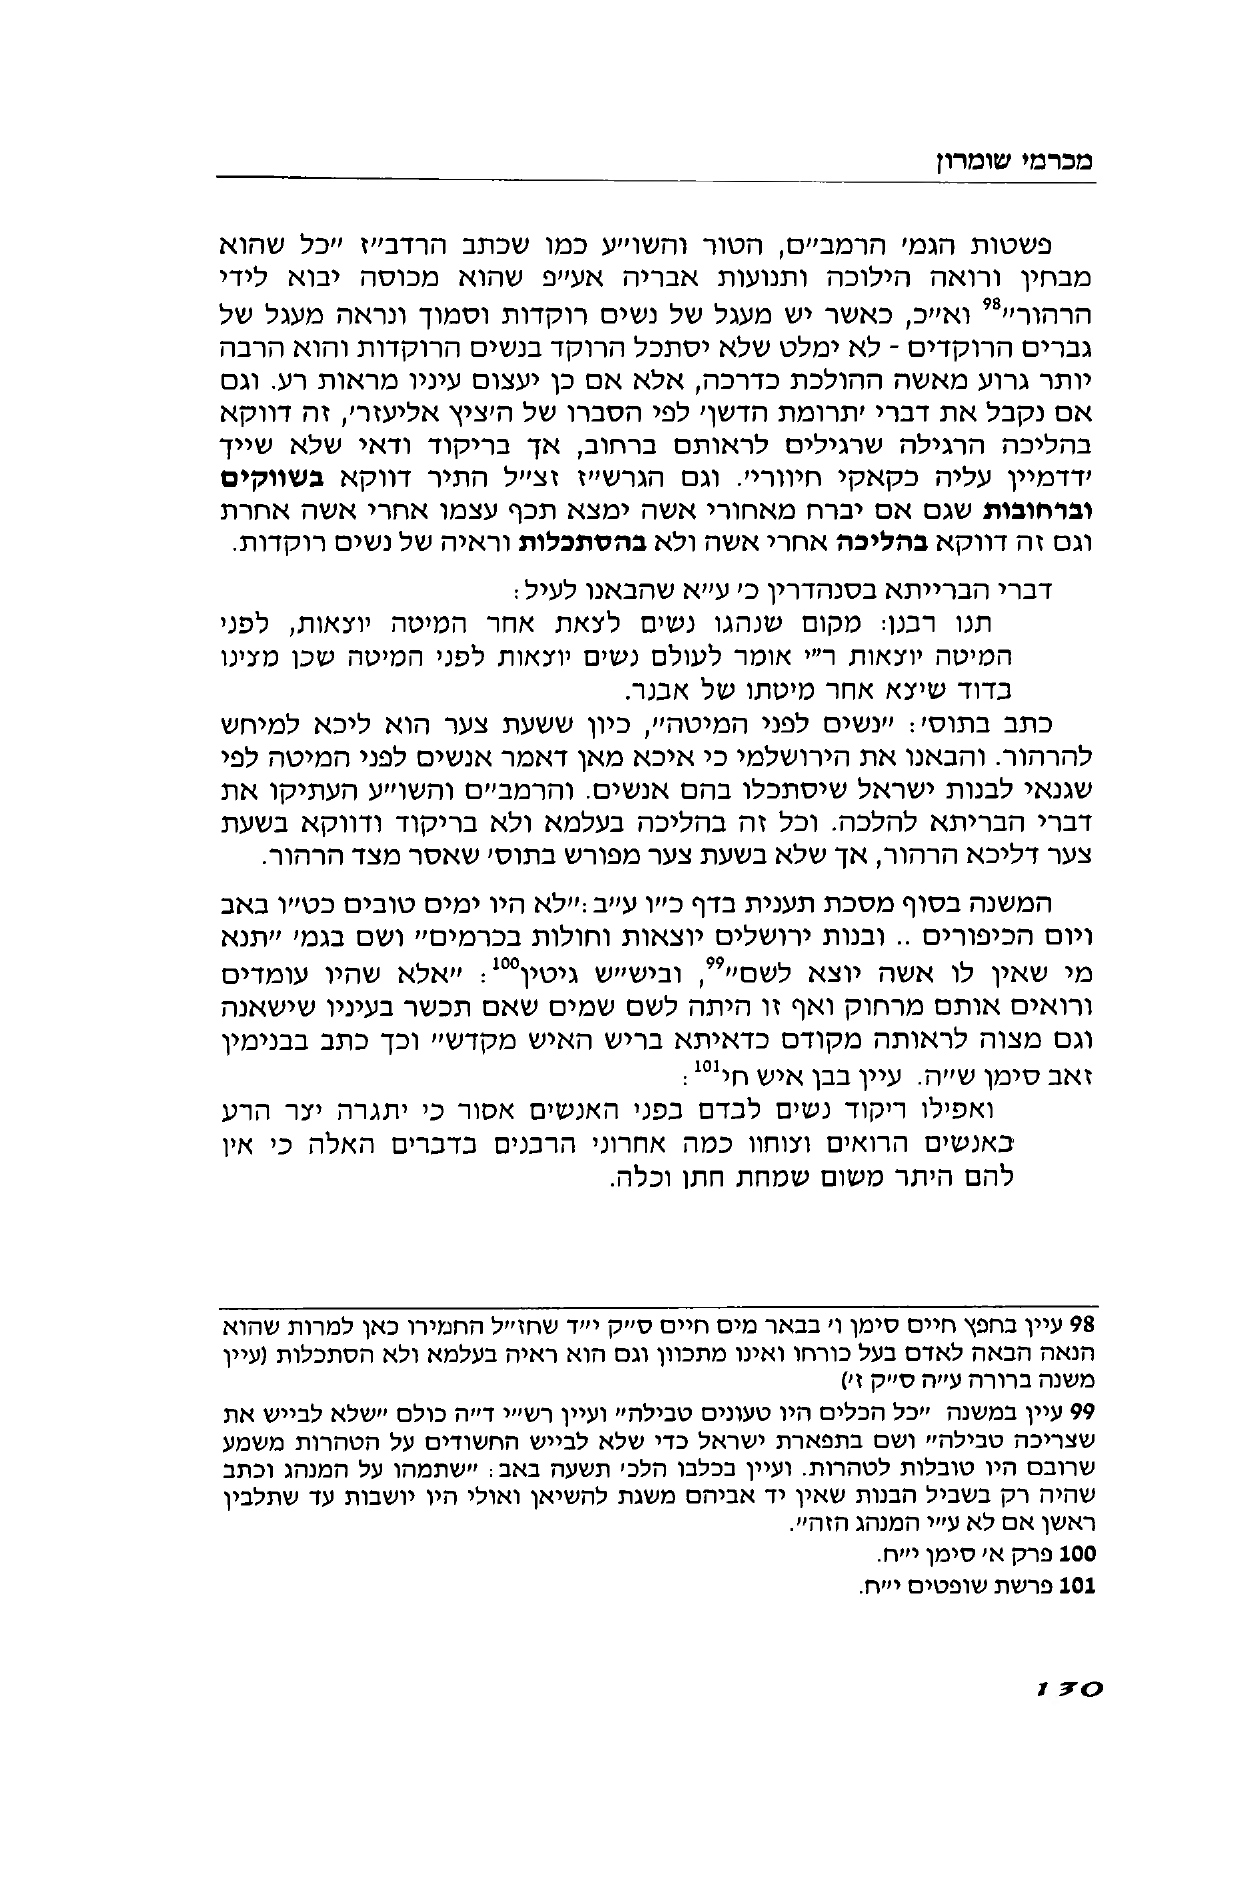 מכרמי שומרון
פשטות הגמ' הרמב"ם, הטור והשו"ע כמו שכתב הרדב"ז "כל שהוא
מבחין ורואה הילוכה ותנועות אבריה אע"פ שהוא מכוסה יבוא לידי
הרהור"98 וא"כ, כאשר יש מעגל של נשים רוקדות וסמוך ונראה מעגל של
גברים הרוקדים - לא ימלט שלא יסתכל הרוקד בנשים הרוקדות והוא הרבה
יותר גרוע מאשה ההולכת כדרכה, אלא אם כן יעצום עיניו מראות רע. וגם
אם נקבל את דברי 'תרומת הדשן' לפי הסברו של ה'ציץ אליעזר', זה דווקא
בהליכה הרגילה שרגילים לראותם ברחוב, אך בריקוד ודאי שלא שייך
'דדמיין עליה כקאקי חיוורי'. וגם הגרש"ז זצ"ל התיר דווקא בשווקים
וברחובות שגם אם יברח מאחורי אשה ימצא תכף עצמו אחרי אשה אחרת
וגם זה דווקא בהליכה אחרי אשה ולא בהסתכלות וראיה של נשים רוקדות.
דברי הברייתא בסנהדרין כ' ע"א שהבאנו לעיל:
תנו רבנן: מקום שנהגו נשים לצאת אחר המיטה יוצאות, לפני
המיטה יוצאות ר"י אומר לעולם נשים יוצאות לפני המיטה שכן מצינו
בדוד שיצא אחר מיטתו של אבנר.
כתב בתוס': "נשים לפני המיטה", כיון ששעת צער הוא ליכא למיחש
להרהור. והבאנו את הירושלמי כי איכא מאן דאמר אנשים לפני המיטה לפי
שגנאי לבנות ישראל שיסתכלו בהם אנשים. והרמב"ם והשו"ע העתיקו את
דברי הבריתא להלכה. וכל זה בהליכה בעלמא ולא בריקוד ודווקא בשעת
צער דליכא הרהור, אך שלא בשעת צער מפורש בתוס' שאסר מצד הרהור.
המשנה בסוף מסכת תענית בדף כ"ו ע"ב:"לא היו ימים טובים כט"ו באב
ויום הכיפורים .. ובנות ירושלים יוצאות וחולות בכרמים" ושם בגמ' "תנא
מי שאין לו אשה יוצא לשם"99, ובי‏ש"ש גיטין100: "אלא שהיו עומדים
ורואים אותם מרחוק ואף זו היתה לשם שמים שאם תכשר בעיניו שישאנה
וגם מצוה לראותה מקודם כדאיתא בריש האיש מקדש" וכך כתב בבנימין
זאב סימן ש"ה. עיין בבן איש חי101:
ואפילו ריקוד נשים לבדם בפני האנשים אסור כי יתגרה יצר הרע
באנשים הרואים וצוחו כמה אחרוני הרבנים בדברים האלה כי אין
להם היתר משום שמחת חתן וכלה.
98 עיין בחפץ חיים סימן ו' בבאר מים חיים ס"ק י"ד שחז"ל החמירו כאן למרות שהוא
הנאה הבאה לאדם בעל כורחו ואינו מתכוון וגם הוא ראיה בעלמא ולא הסתכלות (עיין
משנה ברורה ע"ה ס"ק ז')
99 עיין במשנה "כל הכלים היו טעונים טבילה" ועיין רש"י ד"ה כולם "שלא לבייש את
שצריכה טבילה" ושם בתפארת ישראל כדי שלא לבייש החשודים על הטהרות משמע
שרובם היו טובלות לטהרות. ועיין בכלבו הלכ' תשעה באב: "שתמהו על המנהג וכתב
שהיה רק בשביל הבנות שאין יד אביהם משגת להשיאן ואולי היו יושבות עד שתלבין
ראשן אם לא ע"י המנהג הזה".
100 פרק א' סימן י"ח.
101 פרשת שופטים י"ח.
130